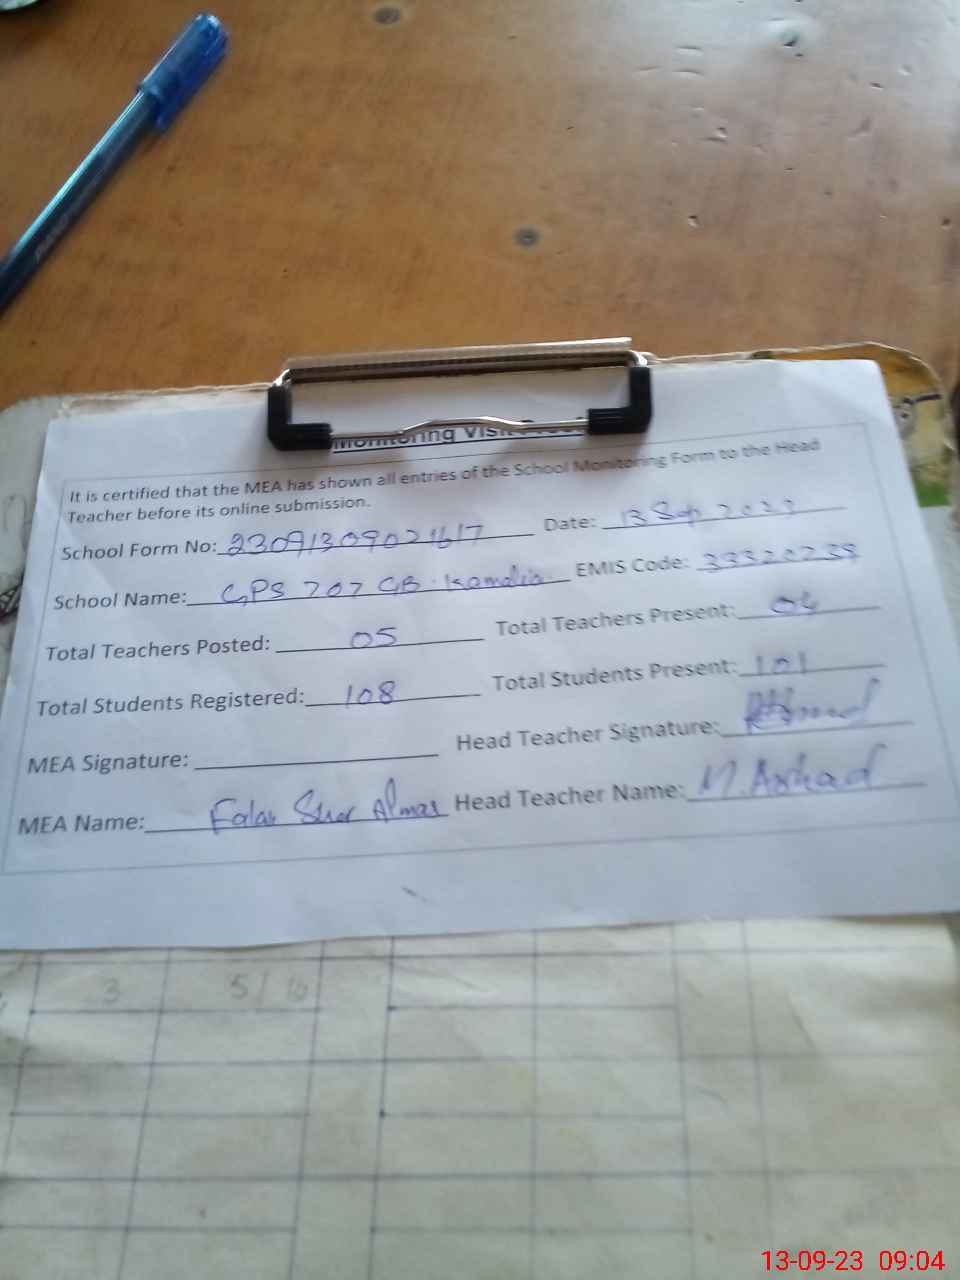 Monitoring Visit
It is certified that the MEA has shown all entries of the School Monitoring Form to the Head
Teacher before its online submission.
School Form No: 23091309021617 Date: 13 Sep 2023
School Name: GPS 707 GB Kamalia EMIS Code: 33320239
Total Teachers Posted: 05 Total Teachers Present: 04
Total Students Registered: 108 Total Students Present: 101
MEA Signature: Head Teacher Signature:
MEA Name: Sher Head Teacher Name: M. Arshad
3 5/10
13-09-23 09:04